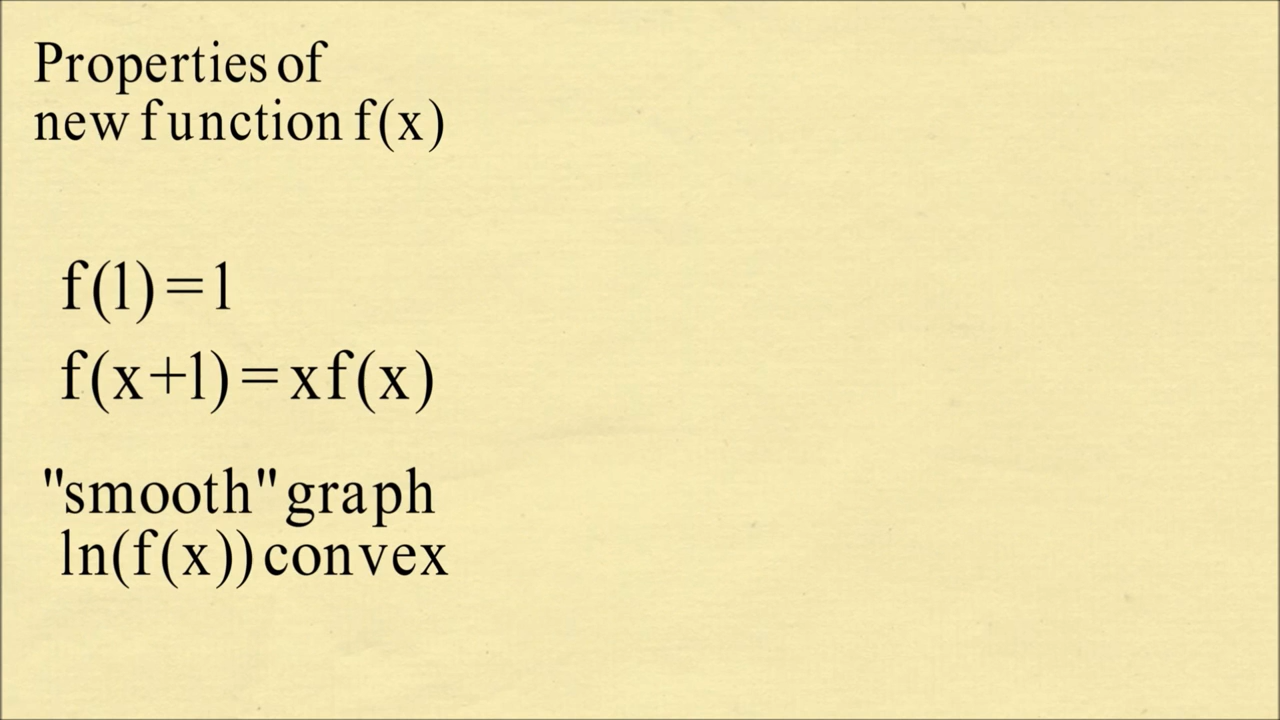 Properties of
new function f(x)
f(1)=1
f(x+1)=xf(x)
"smooth" graph
ln(f(x)) convex